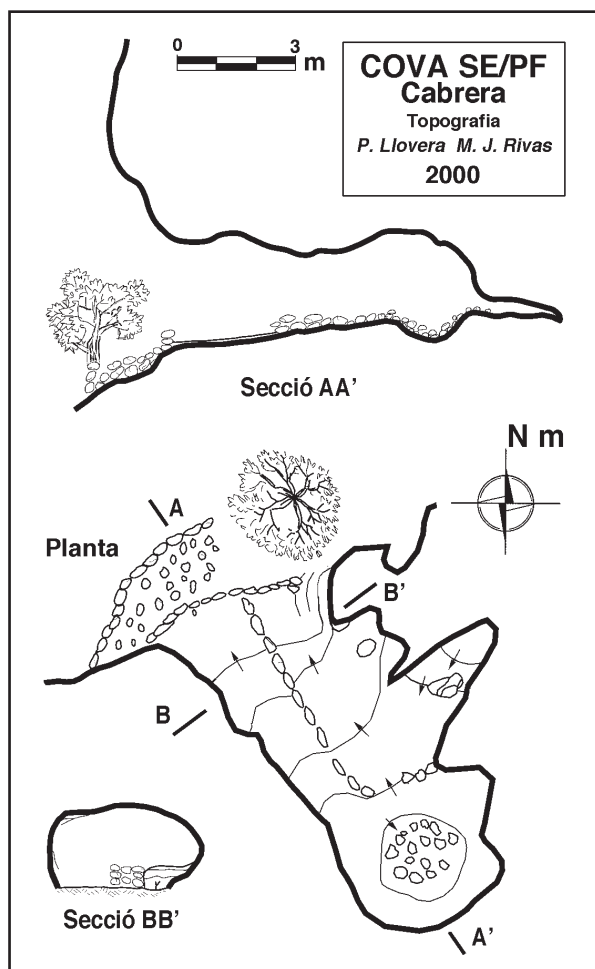 0 3
m
COVA SE/PF
Cabrera
Topografia
P. Llovera M. J. Rivas
2000
Secció AA'
N m
A
Planta
B'
B
Secció BB'
A'